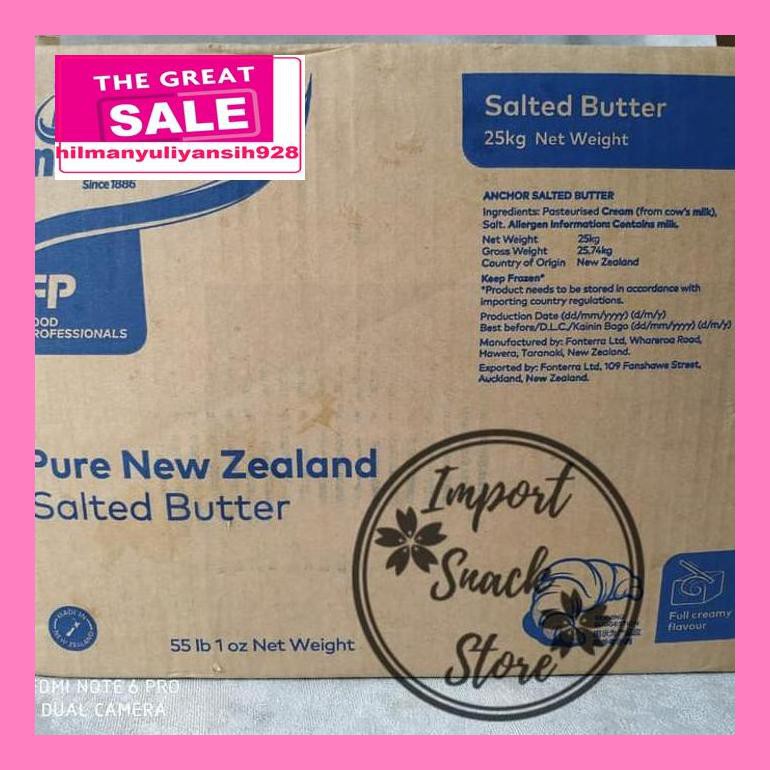 THE GREAT
SALE
hilmanyuliyansih928
Since 1886
Salted Butter
25kg Net Weight
ANCHOR SALTED BUTTER
Ingredients: Pasteurised Cream (from cow's milk),
Salt. Allergen Information: Contains milk.
Net Weight 25kg
Gross Weight 25.74kg
Country of Origin New Zealand
Keep Frozen*
*Product needs to be stored in accordance with
importing country regulations.
Production Date (dd/mm/yyyy) (d/m/y)
Best before/D.L.C./Kainin Bago (dd/mm/yyyy) (d/m/y)
Manufactured by: Fonterra Ltd, Whareroa Road,
Hawera, Taranaki, New Zealand.
Exported by: Fonterra Ltd, 109 Fanshawe Street,
Auckland, New Zealand.
FP
OOD
ROFESSIONALS
Pure New Zealand
Salted Butter
Import
Snack
Store
MADE IN
NEW ZEALAND
55 lb 1 oz Net Weight
Full creamy
flavour
EDMI NOTE 6 PRO
DUAL CAMERA